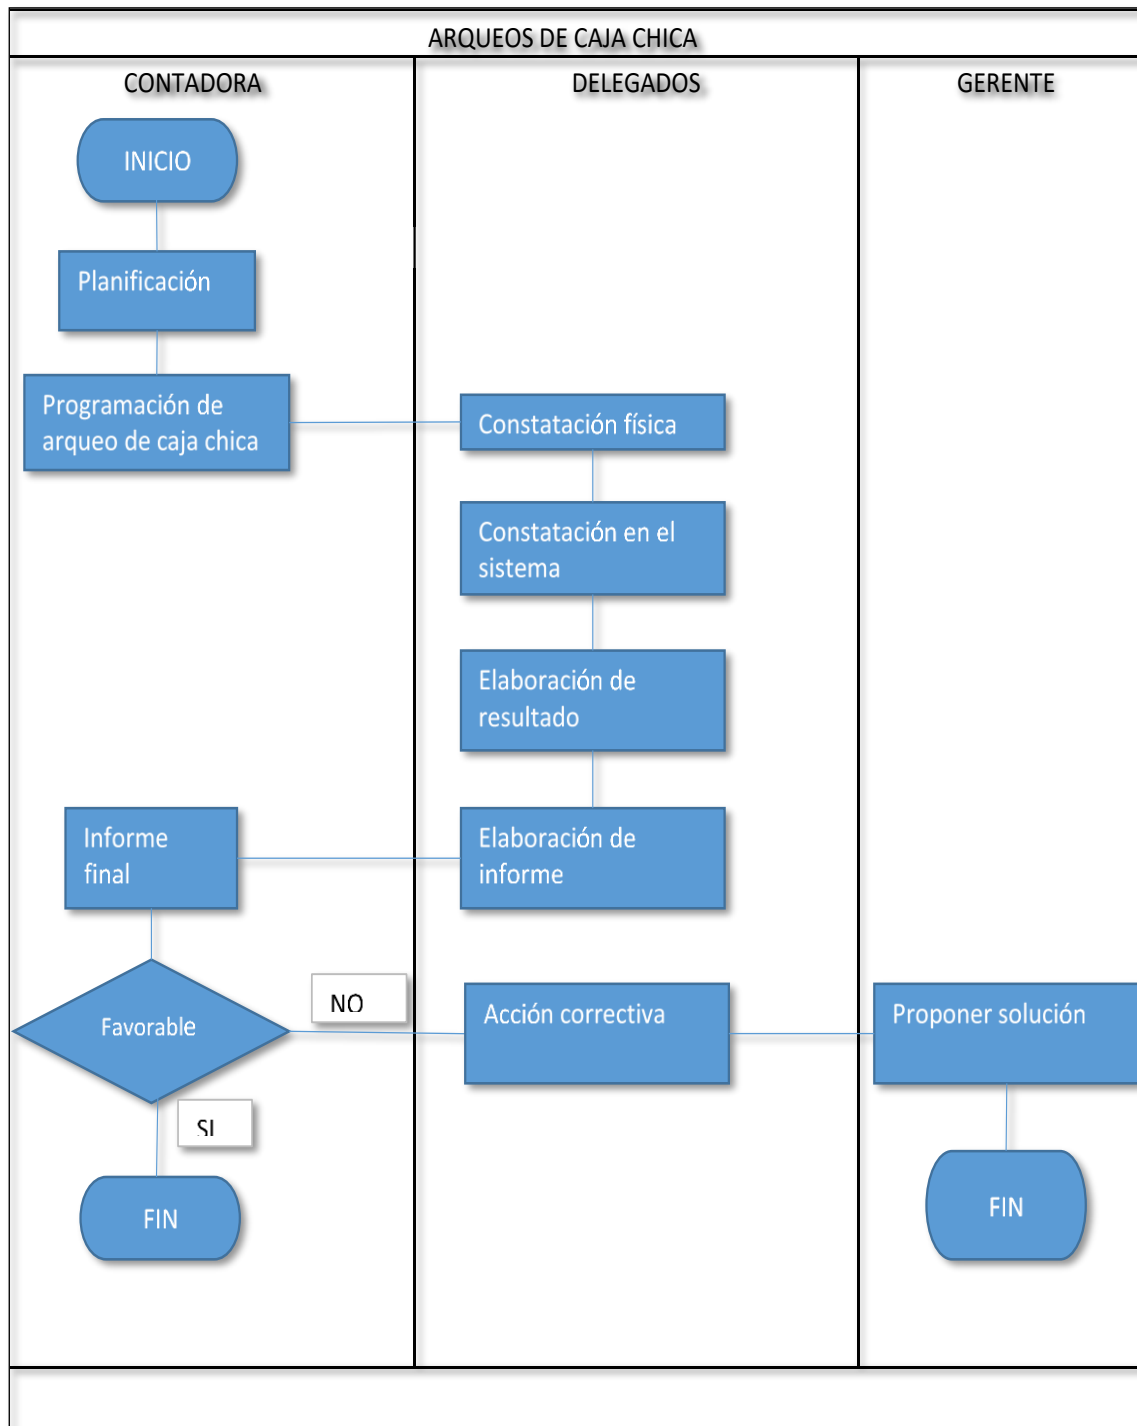 ARQUEOS DE CAJA CHICA
CONTADORA
DELEGADOS
GERENTE
INICIO
Planificación
Programación de
arqueo de caja chica
Constatación física
Constatación en el
sistema
Elaboración de
resultado
Elaboración de
informe
Informe
final
Favorable
NO
Acción correctiva
Proponer solución
SI
FIN
FIN